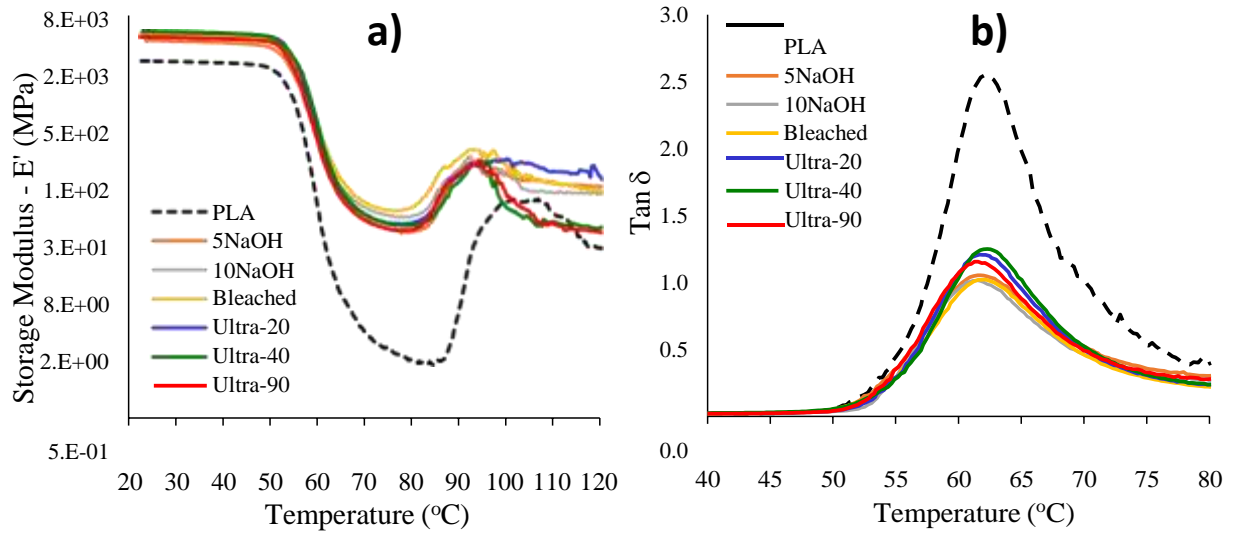 a)
8.E+03
2.E+03
5.E+02
1.E+02
3.E+01
8.E+00
2.E+00
5.E-01
Storage Modulus - E' (MPa)
PLA
5NaOH
10NaOH
Bleached
Ultra-20
Ultra-40
Ultra-90
20 30 40 50 60 70 80 90 100 110 120
Temperature (°C)
b)
3.0
2.5
2.0
1.5
1.0
0.5
0.0
Tan δ
PLA
5NaOH
10NaOH
Bleached
Ultra-20
Ultra-40
Ultra-90
40 45 50 55 60 65 70 75 80
Temperature (°C)